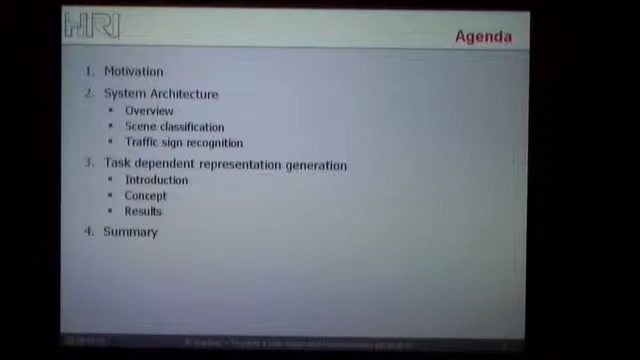 HRI
Agenda
1. Motivation
2. System Architecture
▪ Overview
▪ Scene classification
▪ Traffic sign recognition
3. Task dependent representation generation
▪ Introduction
▪ Concept
▪ Results
4. Summary